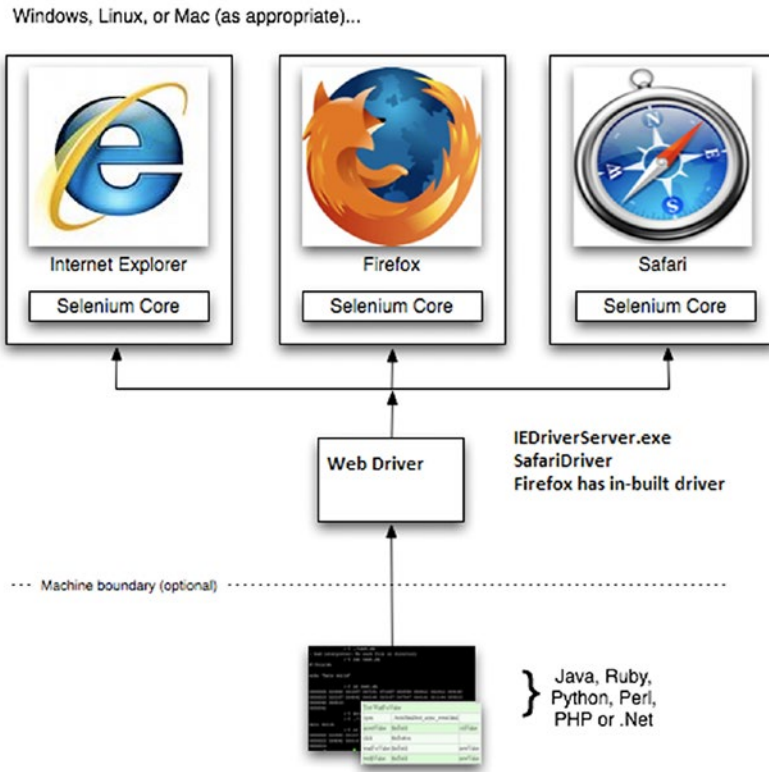 Windows, Linux, or Mac (as appropriate)...
Internet Explorer
Firefox
Safari
Selenium Core
Selenium Core
Selenium Core
Web Driver
IEDriverServer.exe
SafariDriver
Firefox has in-built driver
Machine boundary (optional)
Java, Ruby,
Python, Perl,
PHP or .Net